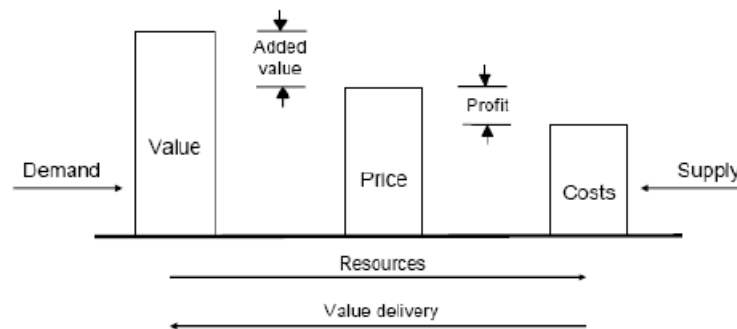 Added
value
Profit
Value
Demand
Price
Costs
Supply
Resources
Value delivery